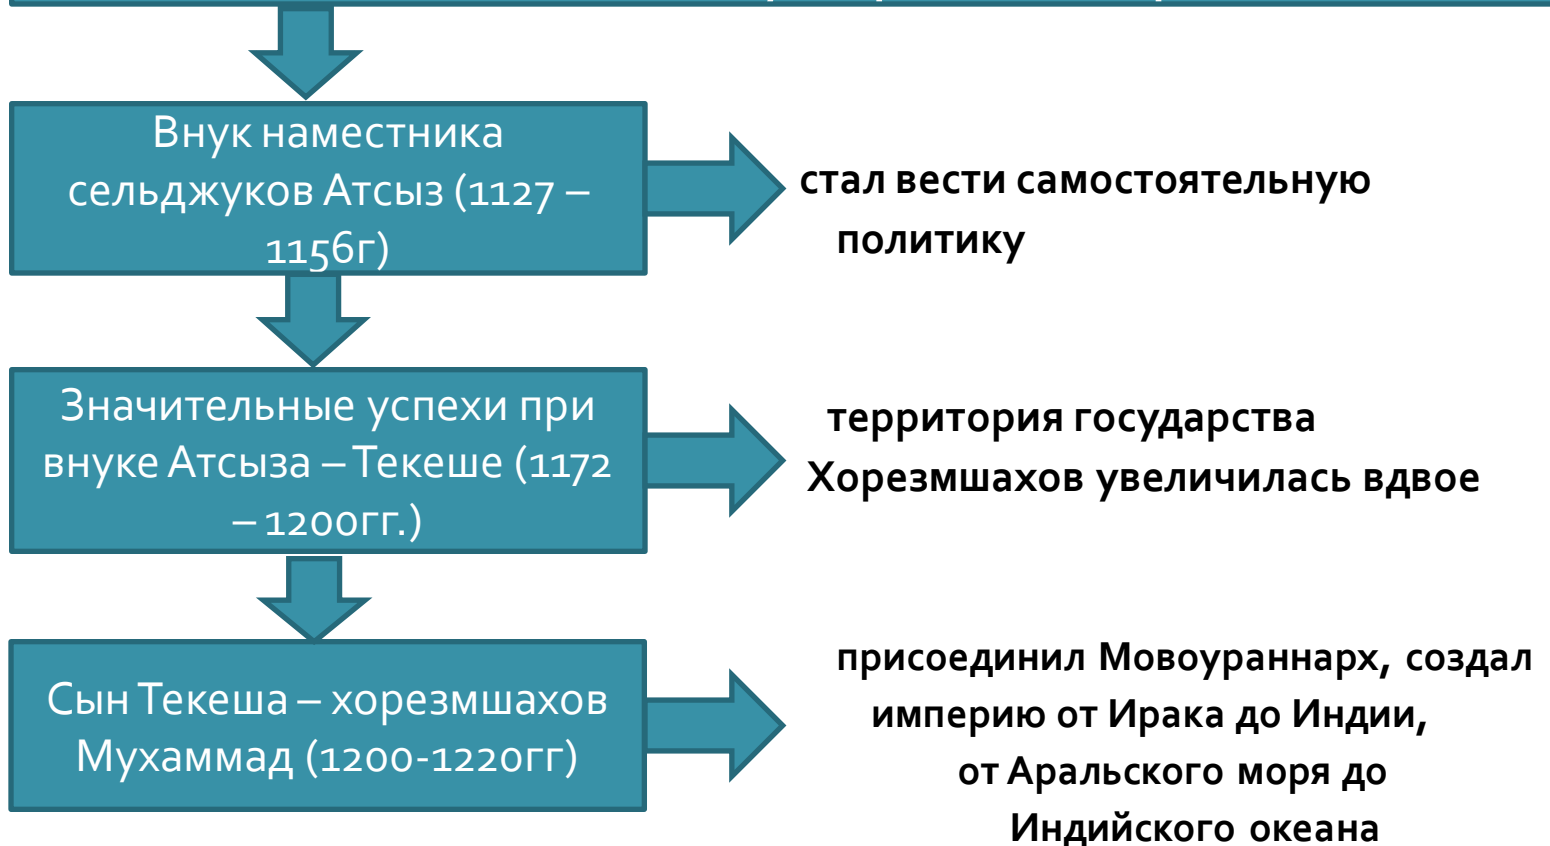 Внук наместника
сельджуков Атсыз (1127 –
1156г)
стал вести самостоятельную
политику
Значительные успехи при
внуке Атсыза – Текеше (1172
– 1200гг.)
территория государства
Хорезмшахов увеличилась вдвое
Сын Текеша – хорезмшахов
Мухаммад (1200-1220гг)
присоединил Мовоураннарх, создал
империю от Ирака до Индии,
от Аральского моря до
Индийского океана